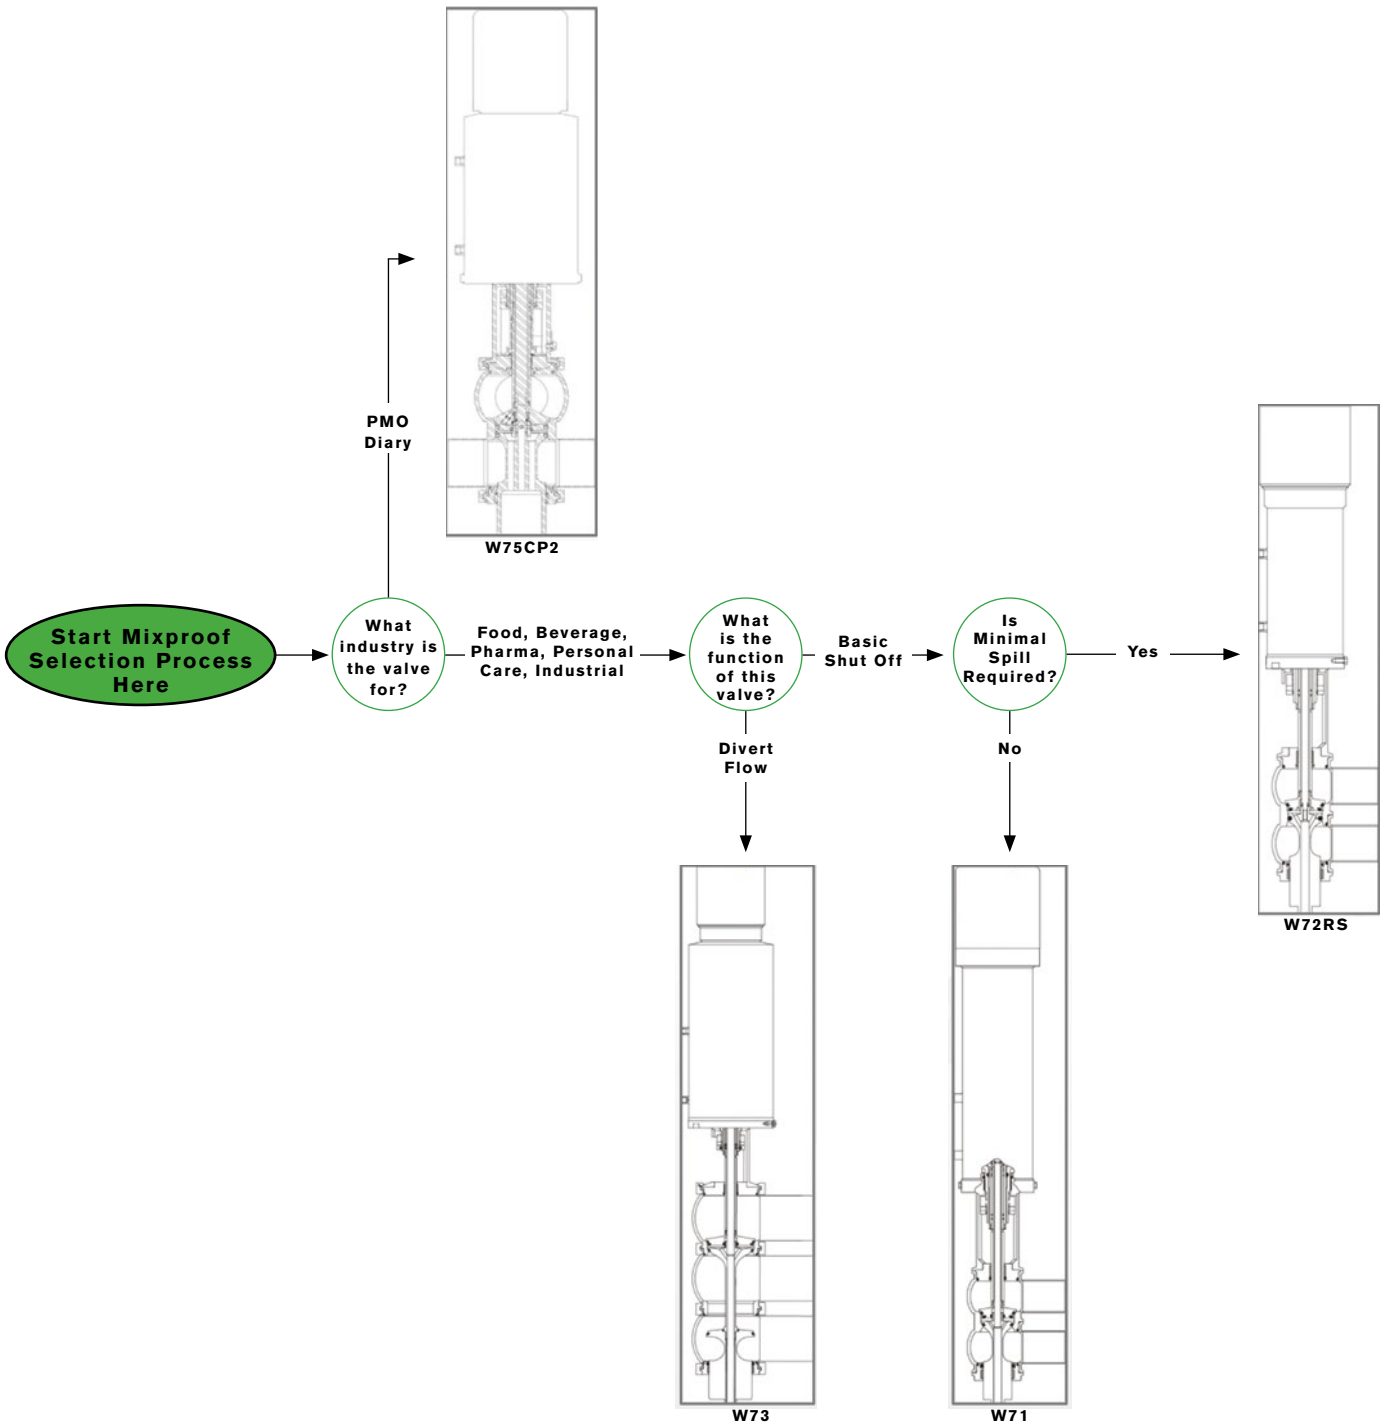 PMO
Diary
W75CP2
Start Mixproof
Selection Process
Here
What
industry is
the valve
for?
Food, Beverage,
Pharma, Personal
Care, Industrial
What
is the
function
of this
valve?
Basic
Shut Off
Is
Minimal
Spill
Required?
Yes
Divert
Flow
No
W72RS
W73
W71